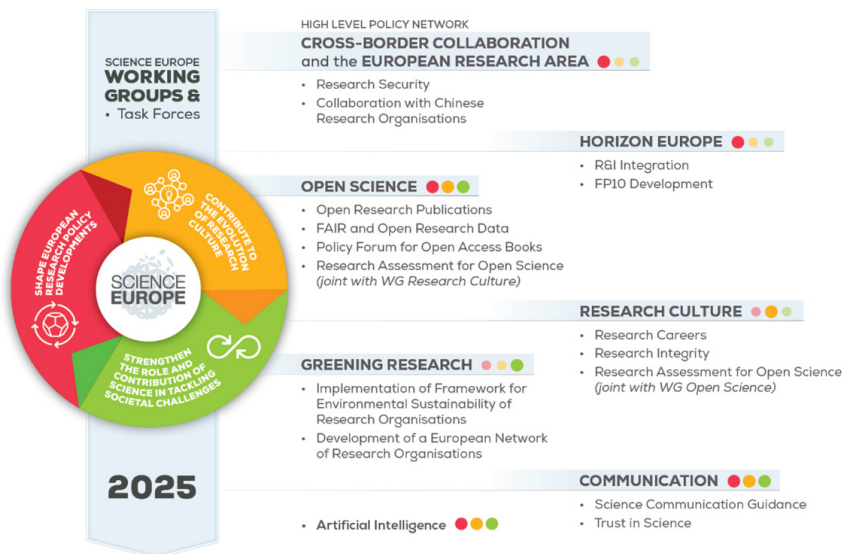 SCIENCE EUROPE
WORKING
GROUPS &
• Task Forces
HIGH LEVEL POLICY NETWORK
CROSS-BORDER COLLABORATION
and the EUROPEAN RESEARCH AREA
• Research Security
• Collaboration with Chinese
Research Organisations
HORIZON EUROPE
• R&I Integration
• FP10 Development
OPEN SCIENCE
• Open Research Publications
• FAIR and Open Research Data
• Policy Forum for Open Access Books
• Research Assessment for Open Science
(joint with WG Research Culture)
SHAPE EUROPEAN
RESEARCH POLICY
DEVELOPMENTS
CONTRIBUTE TO
THE EVOLUTION
OF RESEARCH
CULTURE
SCIENCE
EUROPE
STRENGTHEN
THE ROLE AND
CONTRIBUTION OF
SCIENCE IN TACKLING
SOCIETAL CHALLENGES
RESEARCH CULTURE
• Research Careers
• Research Integrity
• Research Assessment for Open Science
(joint with WG Open Science)
GREENING RESEARCH
• Implementation of Framework for
Environmental Sustainability of
Research Organisations
• Development of a European Network
of Research Organisations
2025
COMMUNICATION
• Science Communication Guidance
• Trust in Science
• Artificial Intelligence